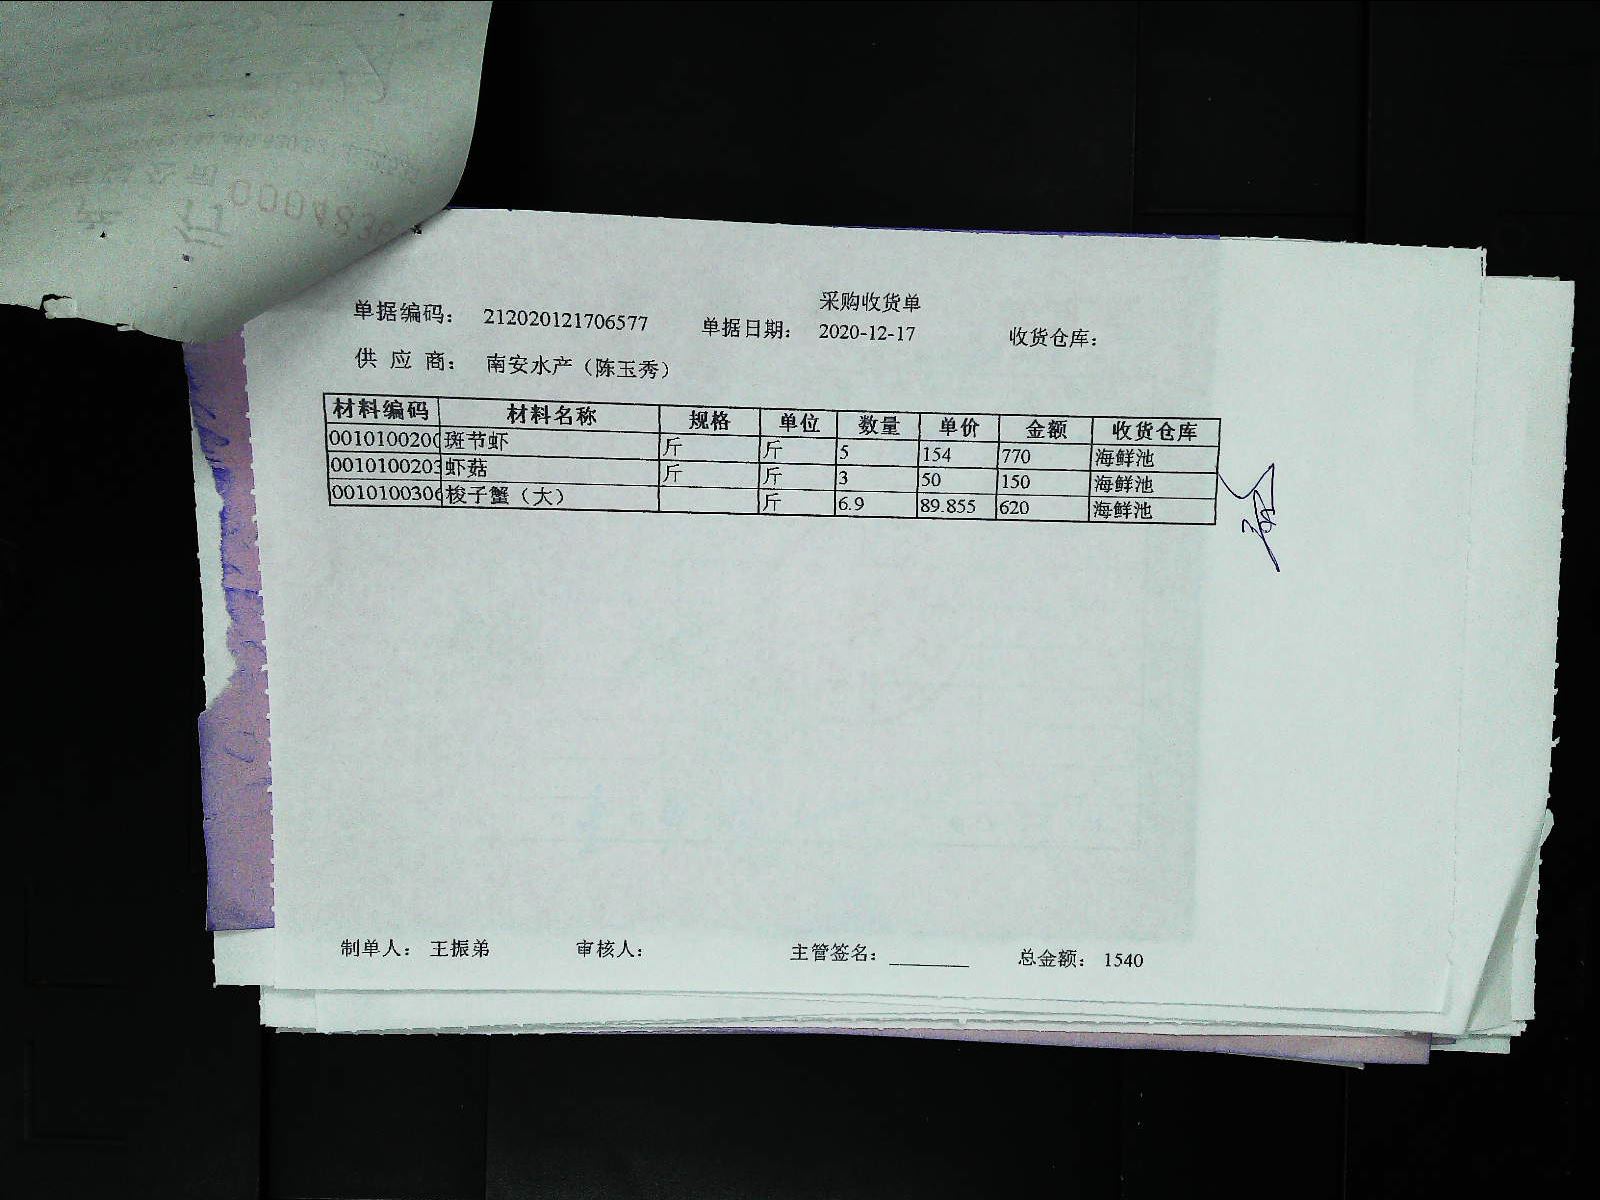 0004836
采购收货单
单据编码： 212020121706577 单据日期： 2020-12-17 收货仓库：
供 应 商： 南安水产（陈玉秀）
材料编码 材料名称 规格 单位 数量 单价 金额 收货仓库
0010100200 斑节虾 斤 斤 5 154 770 海鲜池
0010100203 虾菇 斤 斤 3 50 150 海鲜池
0010100306 梭子蟹（大） 斤 6.9 89.855 620 海鲜池
制单人： 王振弟 审核人： 主管签名： ________ 总金额： 1540